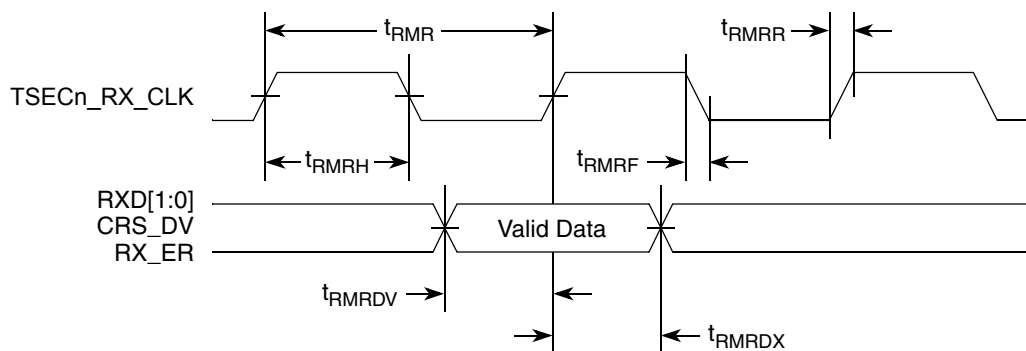 tRMR
tRMRR
TSECn_RX_CLK
tRMRH
tRMRF
RXD[1:0]
CRS_DV
RX_ER
Valid Data
tRMRDV
tRMRDX